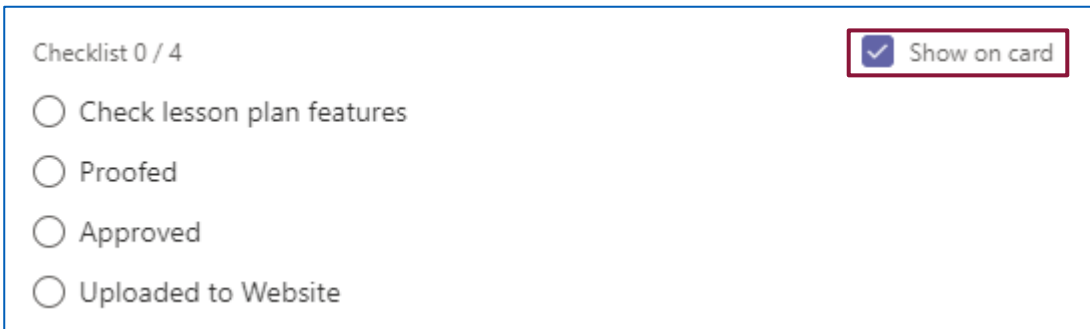 Checklist 0 / 4
Show on card
Check lesson plan features
Proofed
Approved
Uploaded to Website